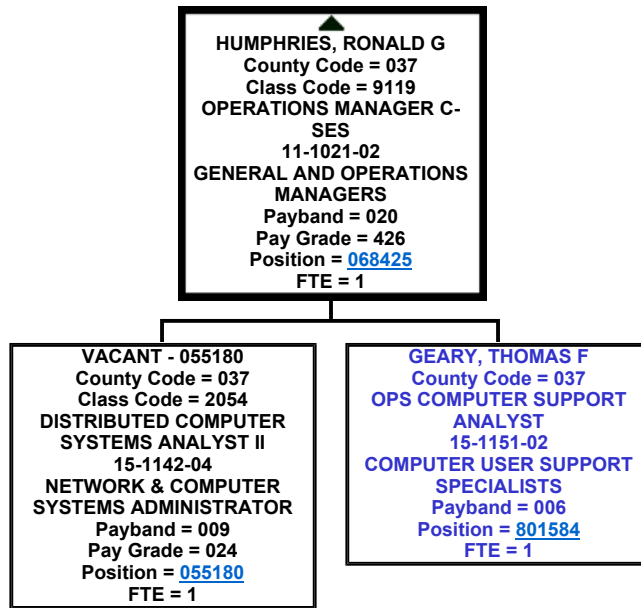 HUMPHRIES, RONALD G
County Code = 037
Class Code = 9119
OPERATIONS MANAGER C-
SES
11-1021-02
GENERAL AND OPERATIONS
MANAGERS
Payband = 020
Pay Grade = 426
Position = 068425
FTE = 1
VACANT - 055180
County Code = 037
Class Code = 2054
DISTRIBUTED COMPUTER
SYSTEMS ANALYST II
15-1142-04
NETWORK & COMPUTER
SYSTEMS ADMINISTRATOR
Payband = 009
Pay Grade = 024
Position = 055180
FTE = 1
GEARY, THOMAS F
County Code = 037
OPS COMPUTER SUPPORT
ANALYST
15-1151-02
COMPUTER USER SUPPORT
SPECIALISTS
Payband = 006
Position = 801584
FTE = 1